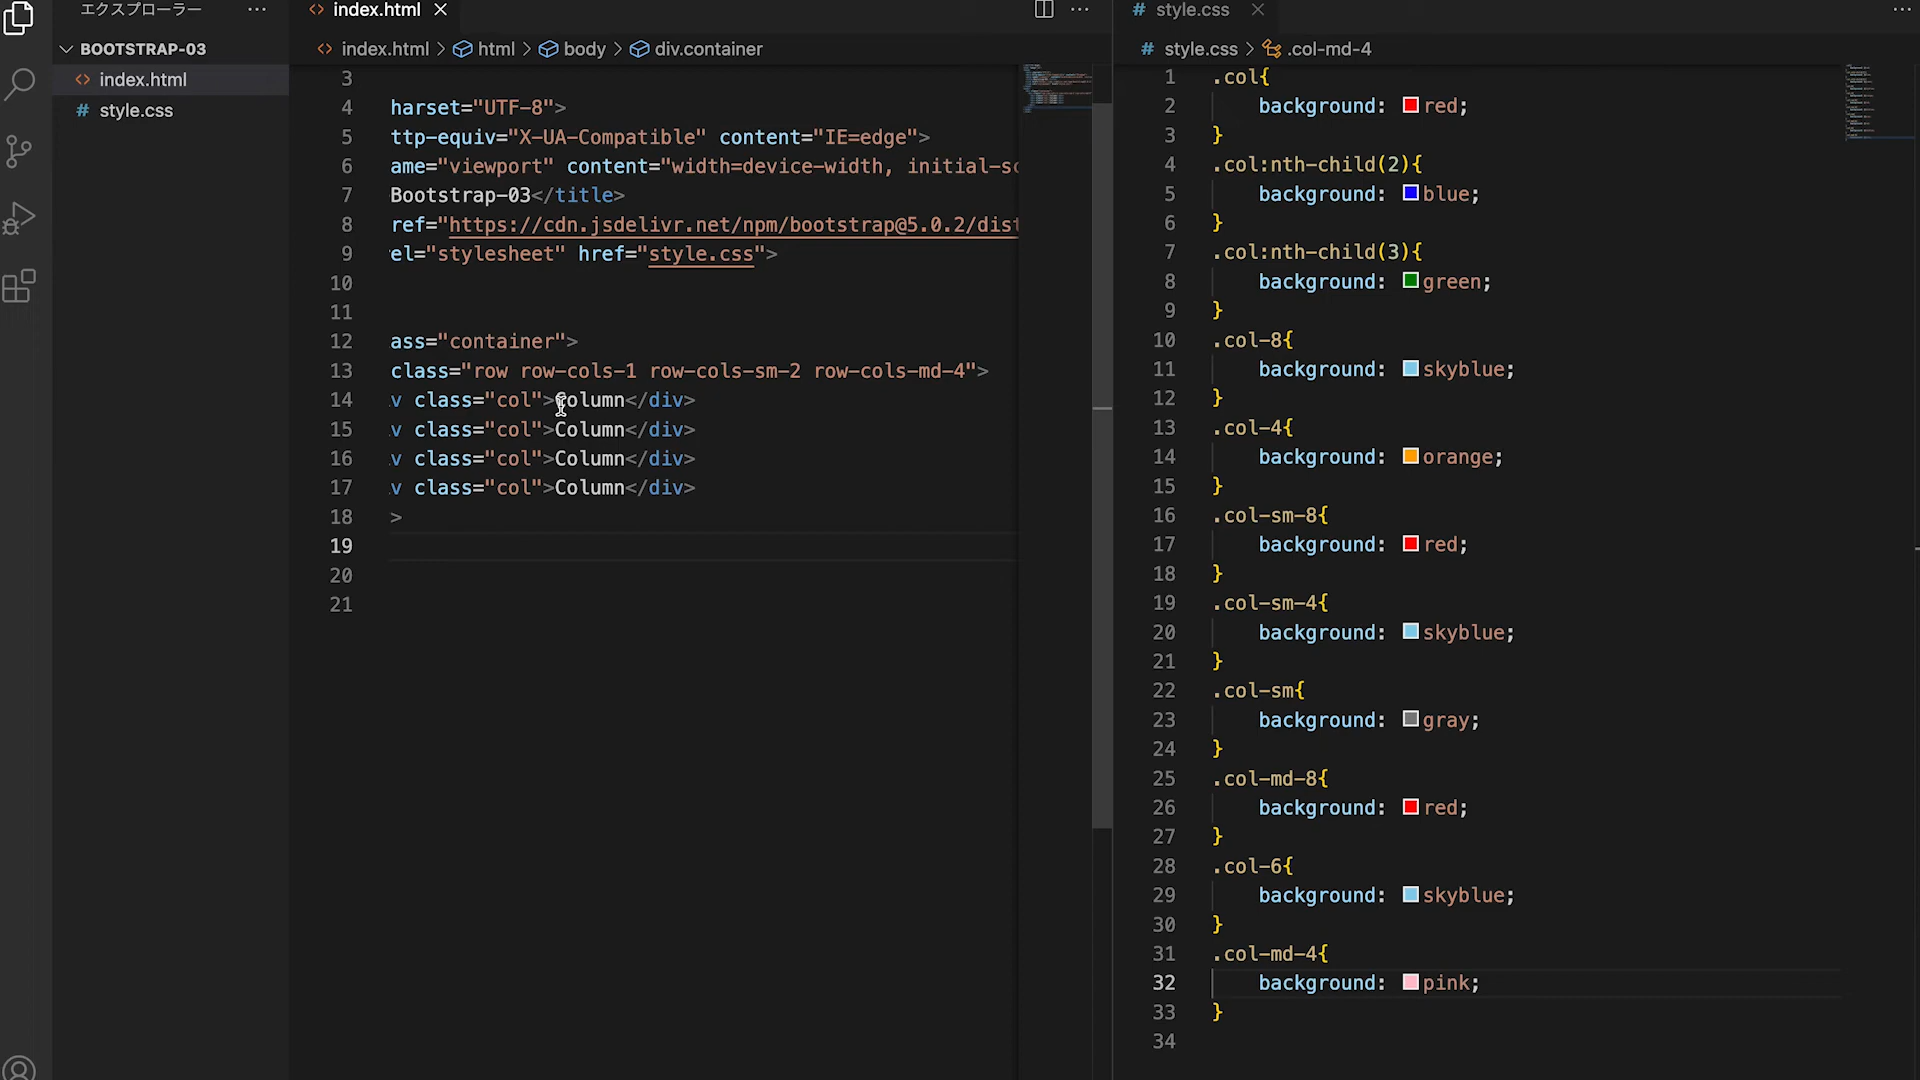 エクスプローラー
BOOTSTRAP-03
index.html
style.css
index.html
index.html > html > body > div.container
3
4 harset="UTF-8">
5 ttp-equiv="X-UA-Compatible" content="IE=edge">
6 ame="viewport" content="width=device-width, initial-sc
7 Bootstrap-03</title>
8 ref="https://cdn.jsdelivr.net/npm/bootstrap@5.0.2/dist
9 el="stylesheet" href="style.css">
10
11
12 ass="container">
13 class="row row-cols-1 row-cols-sm-2 row-cols-md-4">
14 v class="col">Column</div>
15 v class="col">Column</div>
16 v class="col">Column</div>
17 v class="col">Column</div>
18 >
19
20
21
# style.css
# style.css > .col-md-4
1 .col{
2 background: red;
3 }
4 .col:nth-child(2){
5 background: blue;
6 }
7 .col:nth-child(3){
8 background: green;
9 }
10 .col-8{
11 background: skyblue;
12 }
13 .col-4{
14 background: orange;
15 }
16 .col-sm-8{
17 background: red;
18 }
19 .col-sm-4{
20 background: skyblue;
21 }
22 .col-sm{
23 background: gray;
24 }
25 .col-md-8{
26 background: red;
27 }
28 .col-6{
29 background: skyblue;
30 }
31 .col-md-4{
32 background: pink;
33 }
34